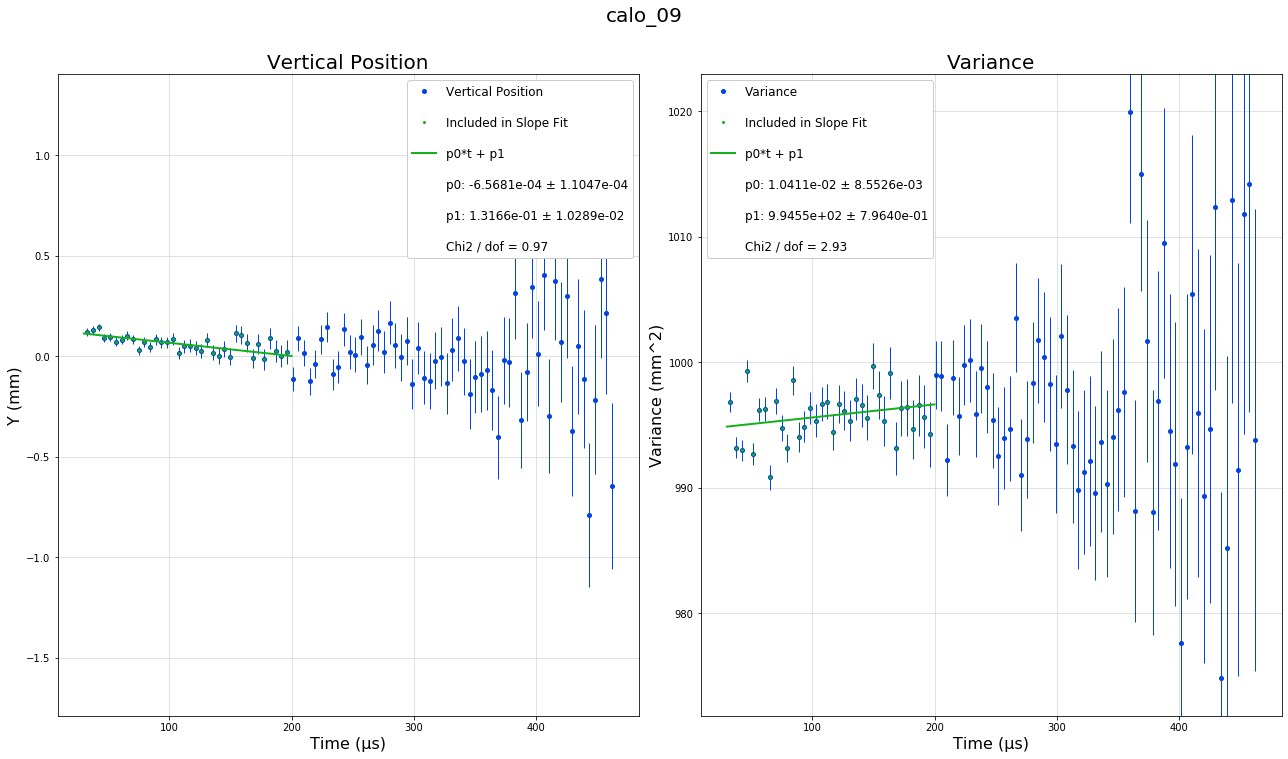 calo_09
Vertical Position
Vertical Position
Included in Slope Fit
p0*t + p1
p0: -6.5681e-04 ± 1.1047e-04
p1: 1.3166e-01 ± 1.0289e-02
Chi2 / dof = 0.97
1.0
0.5
0.0
−0.5
−1.0
−1.5
Y (mm)
100
200
300
400
Time (μs)
Variance
Variance
Included in Slope Fit
p0*t + p1
p0: 1.0411e-02 ± 8.5526e-03
p1: 9.9455e+02 ± 7.9640e-01
Chi2 / dof = 2.93
1020
1010
1000
990
980
Variance (mm^2)
100
200
300
400
Time (μs)